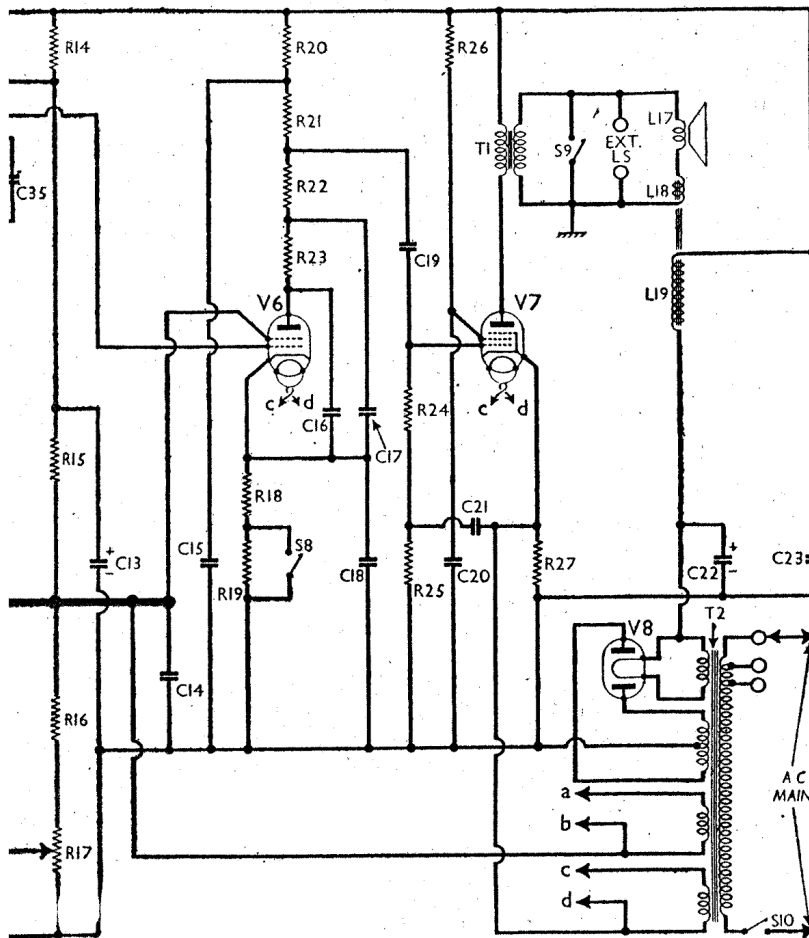 R14
R20
R26
R21
T1
S9
EXT.
LS
L17
L18
C35
R22
R23
C19
L19
V6
V7
c
d
C16
C17
c
d
R24
R15
R18
C21
S8
C13
C15
R19
C18
R25
C20
R27
C22
C23
+
-
+
-
V8
T2
C14
R16
a
b
A C
MAIN
R17
c
d
S10